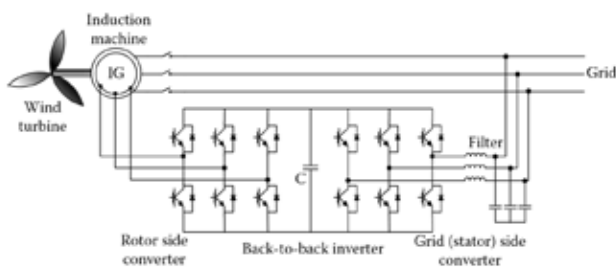 Induction
machine
IG
Wind
turbine
Grid
Filter
C
Rotor side
converter
Back-to-back inverter
Grid (stator) side
converter